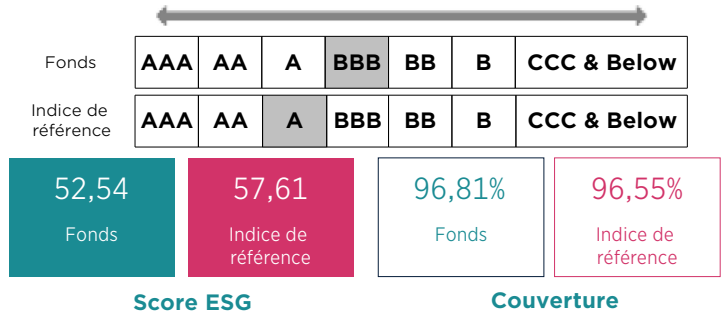 Fonds AAA AA A BBB BB B CCC & Below
Indice de
référence AAA AA A BBB BB B CCC & Below
52,54 57,61 96,81% 96,55%
Fonds Indice de Fonds Indice de
référence référence
Score ESG Couverture